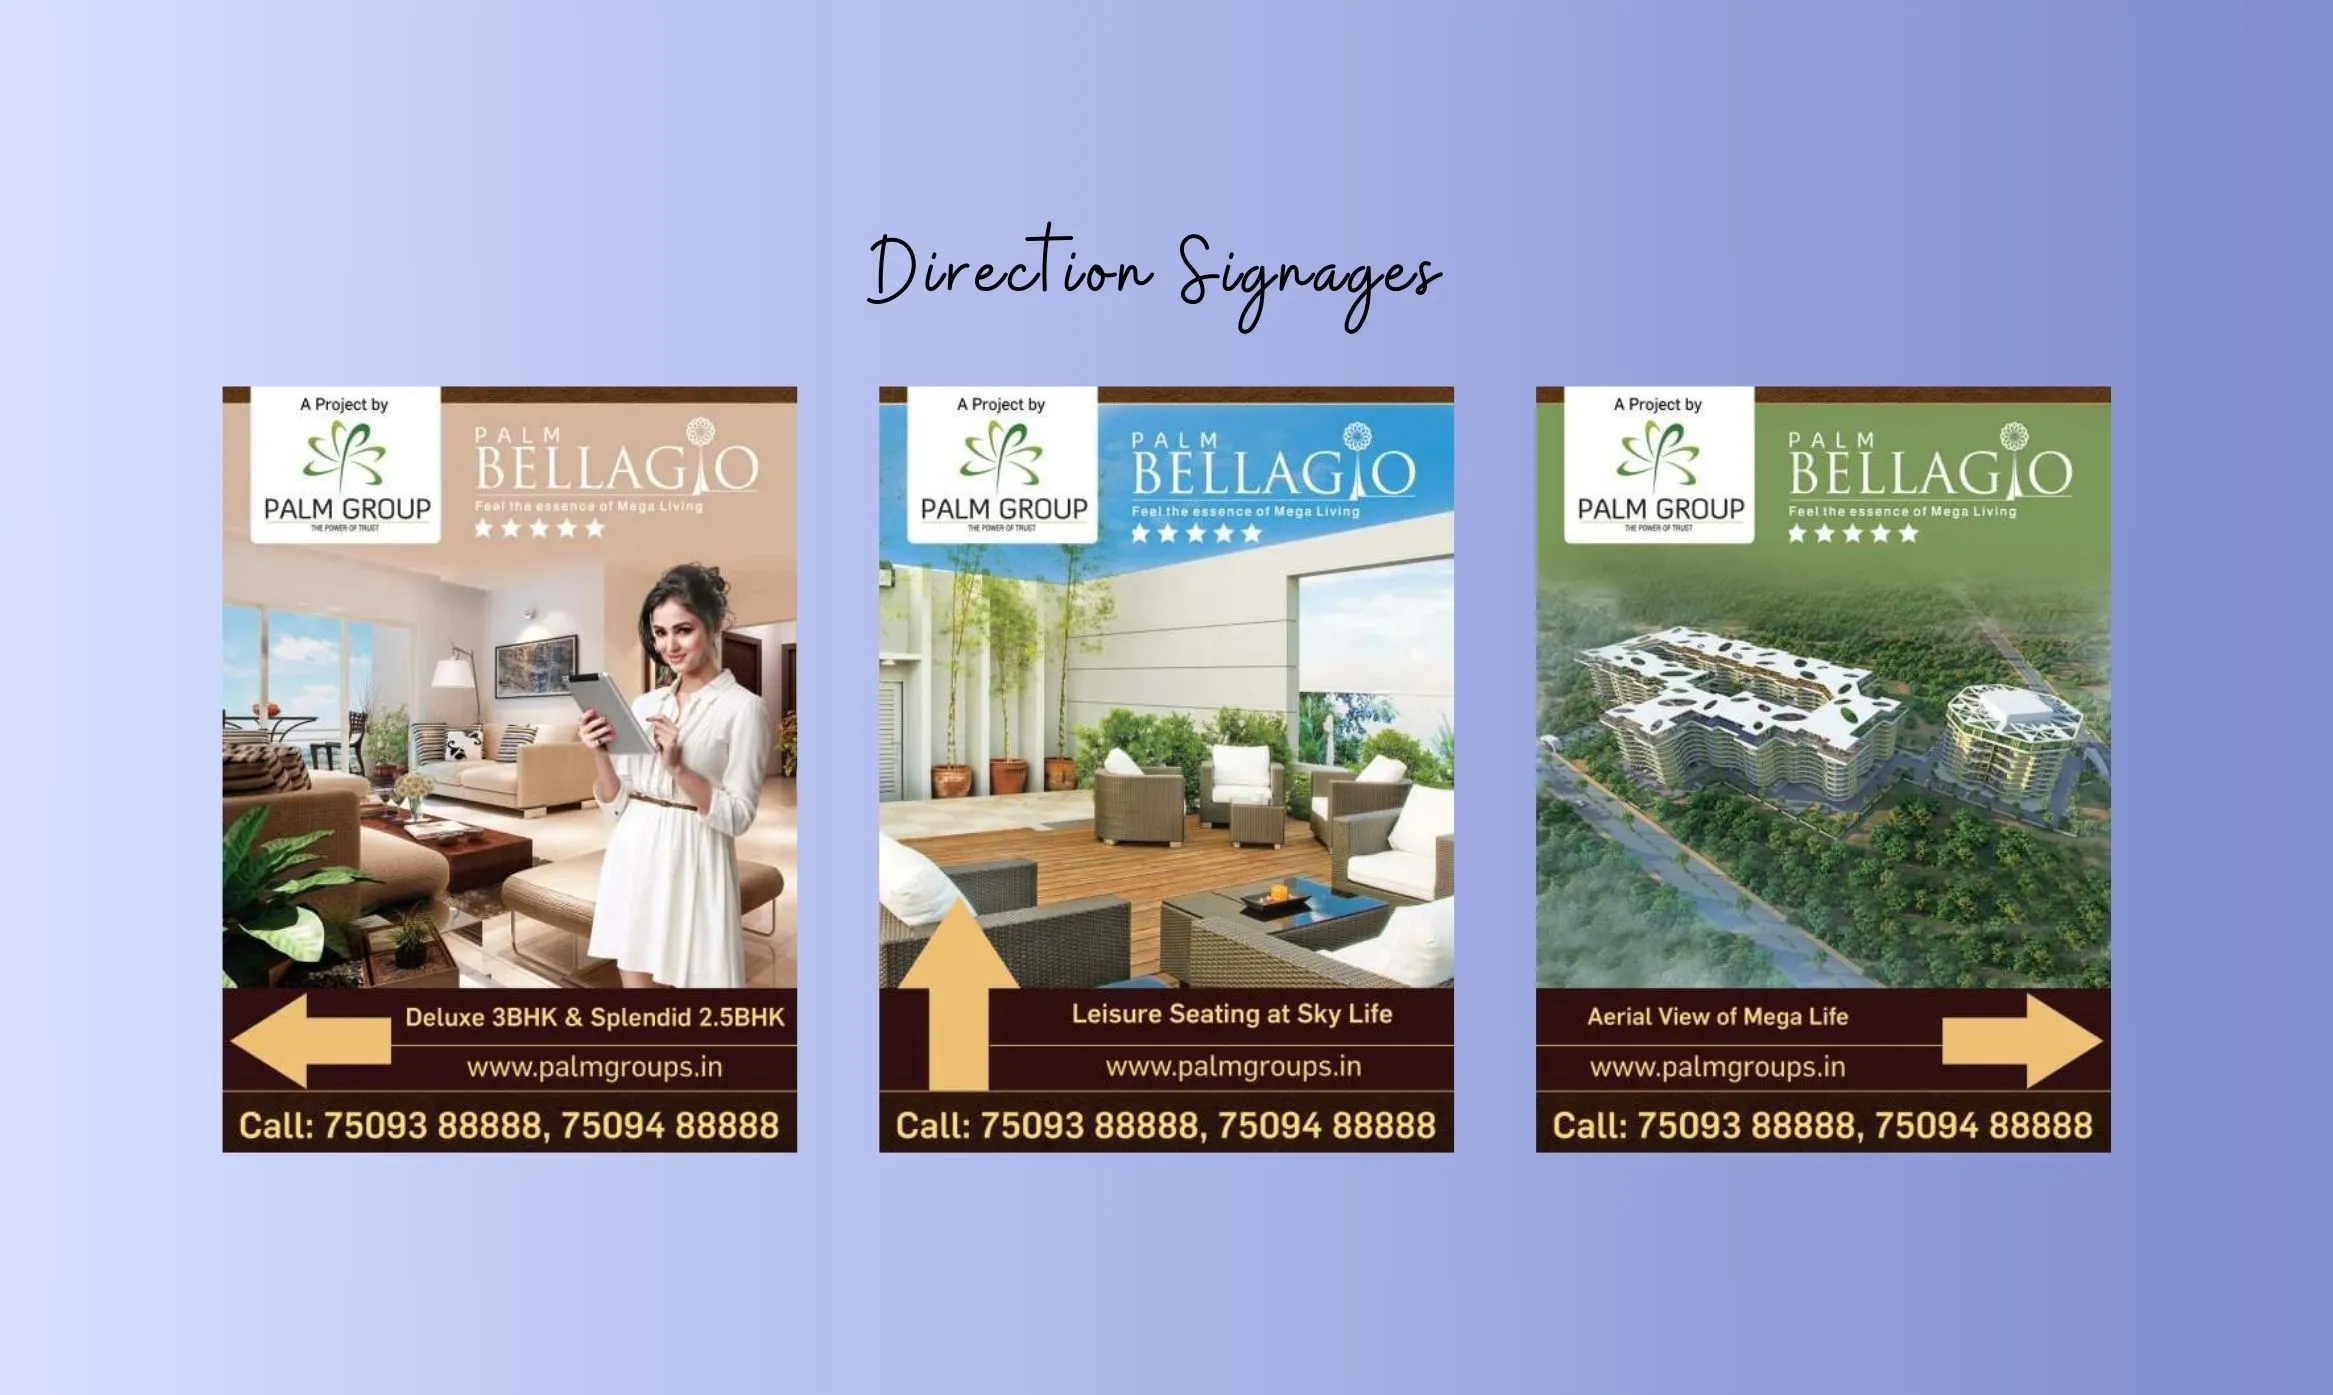 Direction Signages
A Project by
PALM GROUP
THE POWER OF TRUST
PALM
BELLAGIO
Feel the essence of Mega Living
Deluxe 3BHK & Splendid 2.5BHK
www.palmgroups.in
Call: 75093 88888, 75094 88888
A Project by
PALM GROUP
THE POWER OF TRUST
PALM
BELLAGIO
Feel the essence of Mega Living
Leisure Seating at Sky Life
www.palmgroups.in
Call: 75093 88888, 75094 88888
A Project by
PALM GROUP
THE POWER OF TRUST
PALM
BELLAGIO
Feel the essence of Mega Living
Aerial View of Mega Life
www.palmgroups.in
Call: 75093 88888, 75094 88888